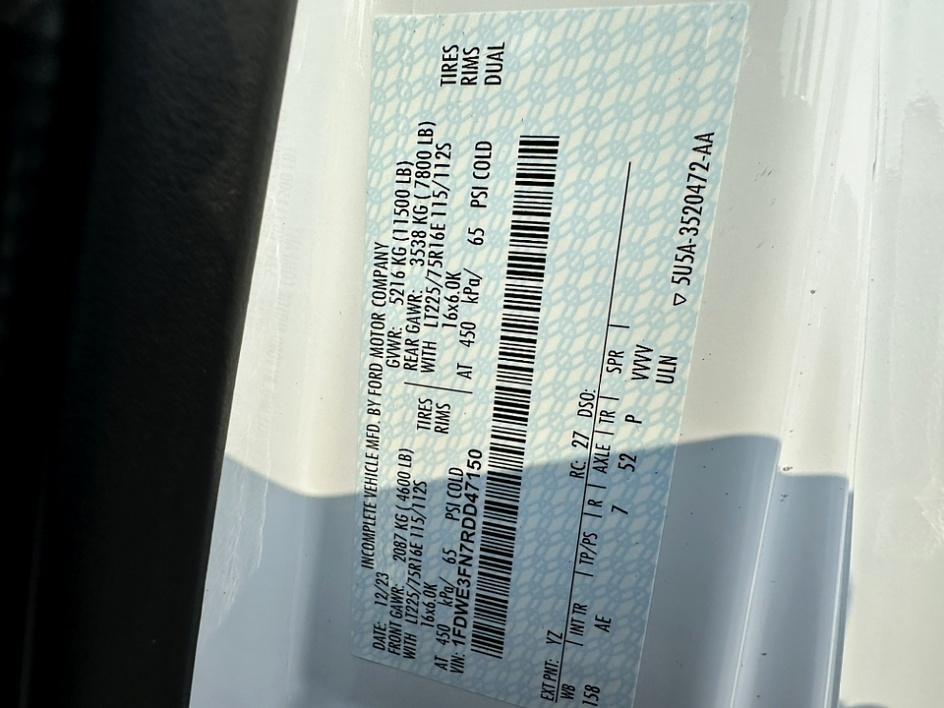 INCOMPLETE VEHICLE MFD. BY FORD MOTOR COMPANY
DATE: 12/23 GVWR: 5216 KG (11500 LB)
FRONT GAWR: 2087 KG (4600 LB) REAR GAWR: 3538 KG (7800 LB)
WITH LT225/75R16E 115/112S TIRES WITH LT225/75R16E 115/112S TIRES
16x6.0K RIMS 16x6.0K RIMS
AT 450 kPa/ 65 PSI COLD AT 450 kPa/ 65 PSI COLD DUAL
VIN: 1FDWE3FN7RDD47150
EXT PNT: YZ RC: 27 DSO:
WB INT TR TP/PS R AXLE TR SPR
158 AE 7 52 P VVVV
ULN
▽ 5U5A-3520472-AA